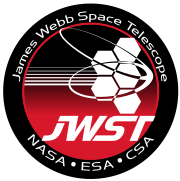 James Webb Space Telescope
JWST
NASA • ESA • CSA